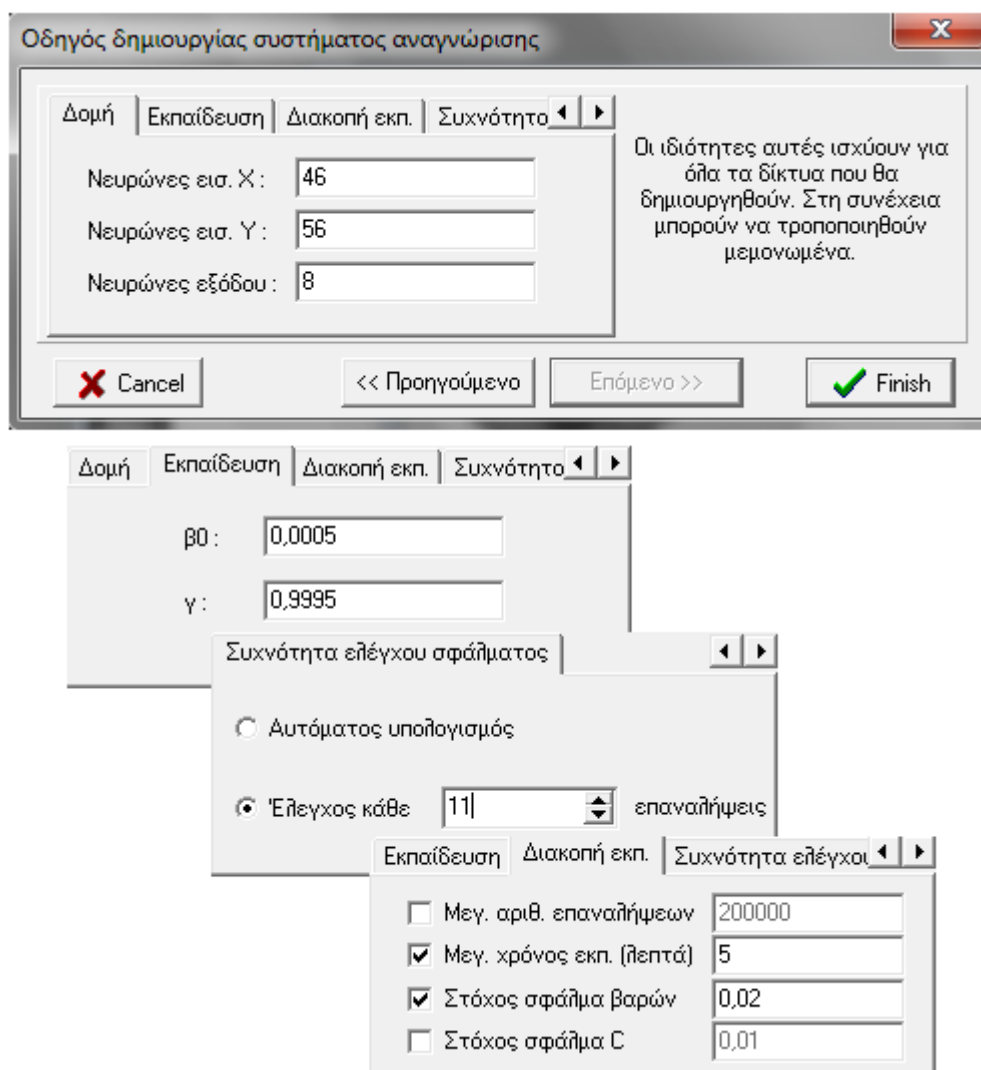 Οδηγός δημιουργίας συστήματος αναγνώρισης
Δομή Εκπαίδευση Διακοπή εκπ. Συχνότητα
Νευρώνες εισ. X : 46
Νευρώνες εισ. Y : 56
Νευρώνες εξόδου : 8
Οι ιδιότητες αυτές ισχύουν για
όλα τα δίκτυα που θα
δημιουργηθούν. Στη συνέχεια
μπορούν να τροποποιηθούν
μεμονωμένα.
Cancel << Προηγούμενο Επόμενο >> Finish
Δομή Εκπαίδευση Διακοπή εκπ. Συχνότητα
β0 : 0,0005
γ : 0,9995
Συχνότητα ελέγχου σφάλματος
Αυτόματος υπολογισμός
Έλεγχος κάθε 11 επαναλήψεις
Εκπαίδευση Διακοπή εκπ. Συχνότητα ελέγχου
Μεγ. αριθ. επαναλήψεων 200000
Μεγ. χρόνος εκπ. (λεπτά) 5
Στόχος σφάλμα βαρών 0,02
Στόχος σφάλμα C 0,01